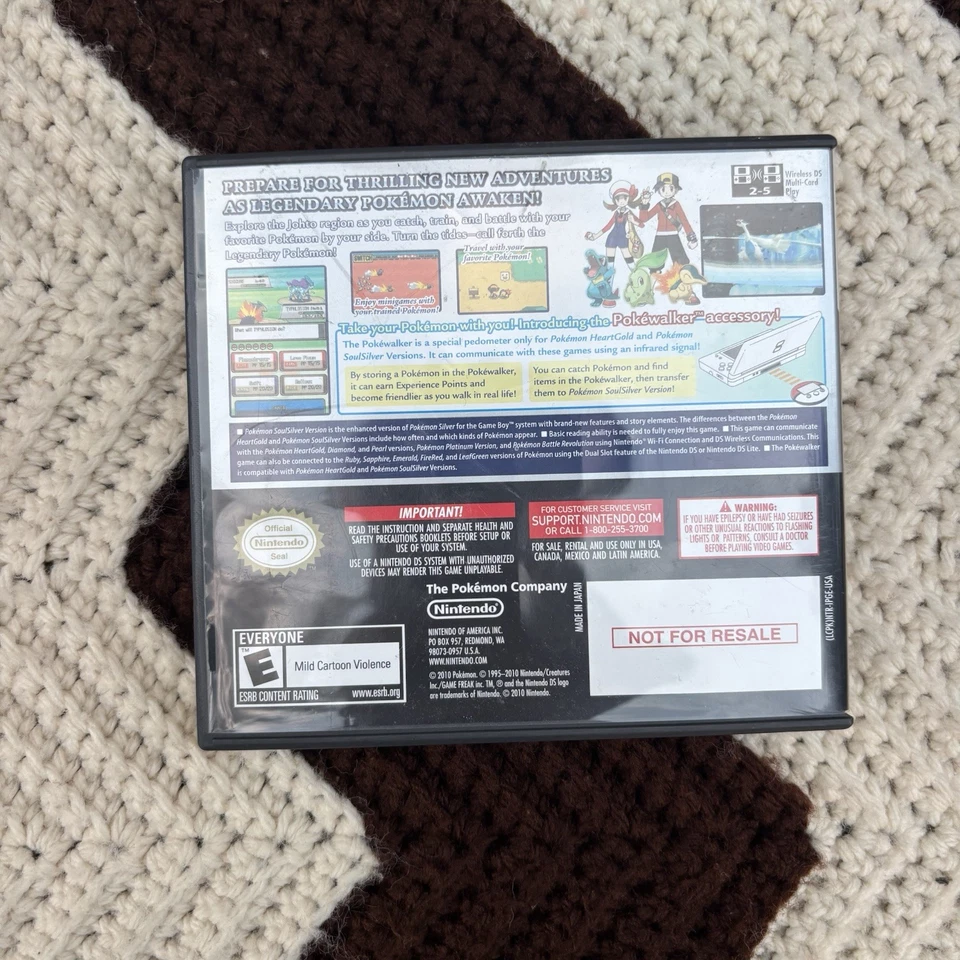 PREPARE FOR THRILLING NEW ADVENTURES
AS LEGENDARY POKÉMON AWAKEN!
Explore the Johto region as you catch, train, and battle with your
favorite Pokémon by your side. Turn the tides—call forth the
Legendary Pokémon!
2-5
Wireless DS
Multi-Card
Play
Enjoy minigames with
your trained Pokémon!
Travel with your
favorite Pokémon!
Take your Pokémon with you! Introducing the Pokéwalker™ accessory!
The Pokéwalker is a special pedometer only for Pokémon HeartGold and Pokémon
SoulSilver Versions. It can communicate with these games using an infrared signal!
By storing a Pokémon in the Pokéwalker,
it can earn Experience Points and
become friendlier as you walk in real life!
You can catch Pokémon and find
items in the Pokéwalker, then transfer
them to Pokémon SoulSilver Version!
■ Pokémon SoulSilver Version is the enhanced version of Pokémon Silver for the Game Boy™ system with brand-new features and story elements. The differences between the Pokémon
HeartGold and Pokémon SoulSilver Versions include how often and which kinds of Pokémon appear. ■ Basic reading ability is needed to fully enjoy this game. ■ This game can communicate
with the Pokémon HeartGold, Diamond, and Pearl versions, Pokémon Platinum Version, and Pokémon Battle Revolution using Nintendo® Wi-Fi Connection and DS Wireless Communications. This
game can also be connected to the Ruby, Sapphire, Emerald, FireRed, and LeafGreen versions of Pokémon using the Dual Slot feature of the Nintendo DS or Nintendo DS Lite. ■ The Pokéwalker
is compatible with Pokémon HeartGold and Pokémon SoulSilver Versions.
Official
Nintendo
Seal
IMPORTANT!
READ THE INSTRUCTION AND SEPARATE HEALTH AND
SAFETY PRECAUTIONS BOOKLETS BEFORE SETUP OR
USE OF YOUR SYSTEM.
USE OF A NINTENDO DS SYSTEM WITH UNAUTHORIZED
DEVICES MAY RENDER THIS GAME UNPLAYABLE.
FOR CUSTOMER SERVICE VISIT
SUPPORT.NINTENDO.COM
OR CALL 1-800-255-3700
FOR SALE, RENTAL AND USE ONLY IN USA,
CANADA, MEXICO AND LATIN AMERICA.
WARNING:
IF YOU HAVE EPILEPSY OR HAVE HAD SEIZURES
OR OTHER UNUSUAL REACTIONS TO FLASHING
LIGHTS OR PATTERNS, CONSULT A DOCTOR
BEFORE PLAYING VIDEO GAMES.
The Pokémon Company
Nintendo®
NINTENDO OF AMERICA INC.
PO BOX 957, REDMOND, WA
98073-0957 U.S.A.
WWW.NINTENDO.COM
© 2010 Pokémon. © 1995–2010 Nintendo/Creatures
Inc./GAME FREAK inc. TM, ® and the Nintendo DS logo
are trademarks of Nintendo. © 2010 Nintendo.
MADE IN JAPAN
EVERYONE
E™
Mild Cartoon Violence
ESRB CONTENT RATING
www.esrb.org
NOT FOR RESALE
(LCPK)NTR-IPGE-USA